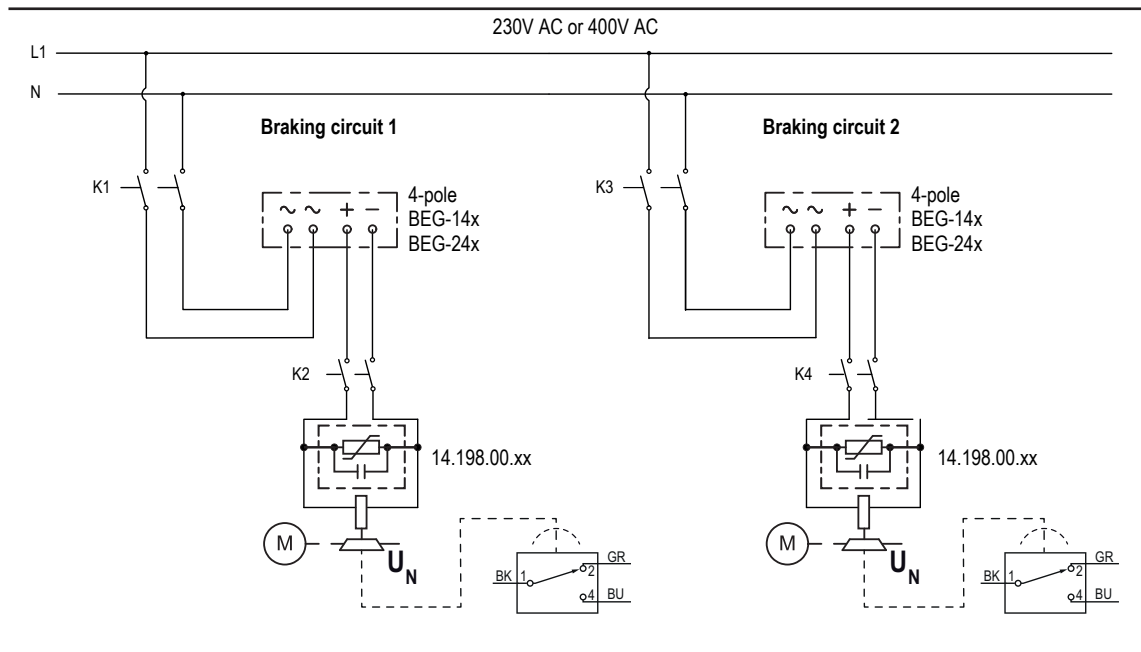 230V AC or 400V AC
L1
N
Braking circuit 1
Braking circuit 2
K1
∼ ∼ + −
4-pole
BEG-14x
BEG-24x
K3
∼ ∼ + −
4-pole
BEG-14x
BEG-24x
K2
K4
14.198.00.xx
14.198.00.xx
M
UN
BK 1 2 GR
4 BU
M
UN
BK 1 2 GR
4 BU